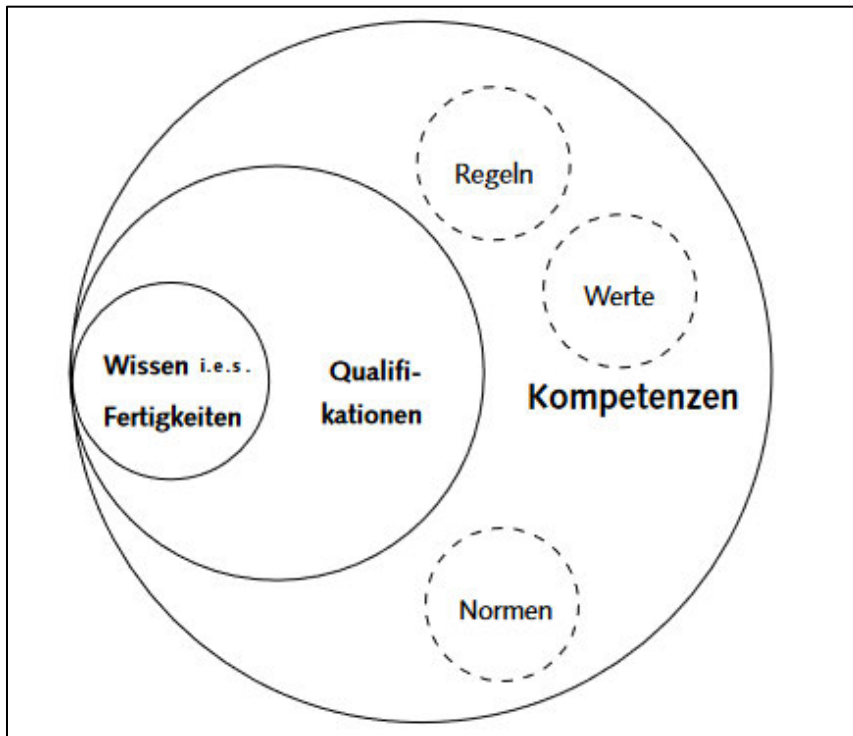 Regeln
Werte
Wissen i.e.s.
Fertigkeiten
Qualifi-
kationen
Kompetenzen
Normen